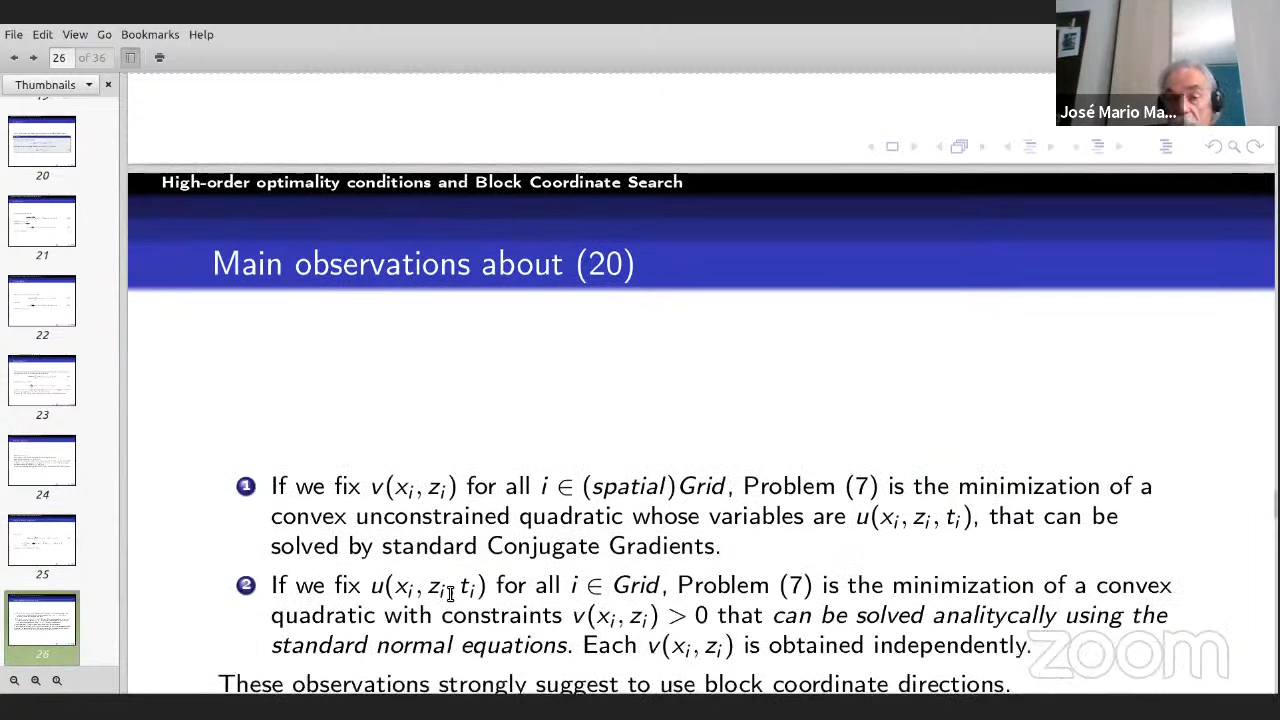 File Edit View Go Bookmarks Help
26 of 36
Thumbnails
José Mario Ma...
20
21
22
23
24
25
26
High-order optimality conditions and Block Coordinate Search
Main observations about (20)
1 If we fix v(xᵢ, zᵢ) for all i ∈ (spatial)Grid, Problem (7) is the minimization of a
convex unconstrained quadratic whose variables are u(xᵢ, zᵢ, tᵢ), that can be
solved by standard Conjugate Gradients.
2 If we fix u(xᵢ, zᵢ, tᵢ) for all i ∈ Grid, Problem (7) is the minimization of a convex
quadratic with constraints v(xᵢ, zᵢ) > 0 that can be solved analitycally using the
standard normal equations. Each v(xᵢ, zᵢ) is obtained independently.
These observations strongly suggest to use block coordinate directions.
zoom